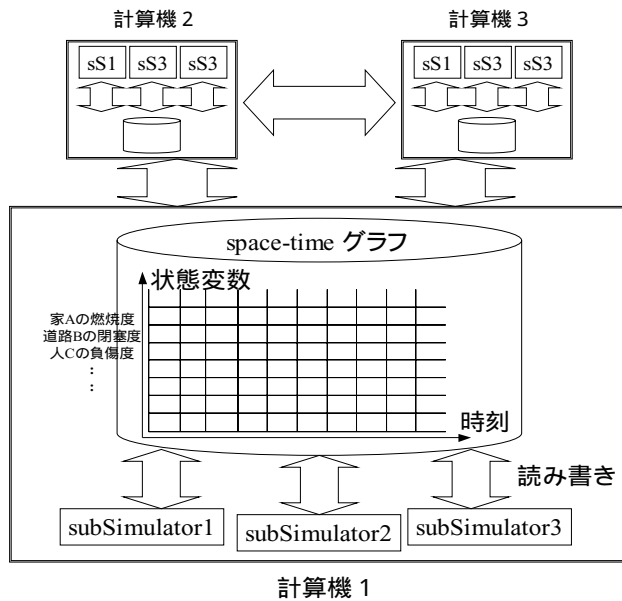 計算機2
計算機3
sS1 sS3 sS3
sS1 sS3 sS3
space-time グラフ
状態変数
家Aの燃焼度
道路Bの閉塞度
人Cの負傷度
:
:
時刻
読み書き
subSimulator1
subSimulator2
subSimulator3
計算機1